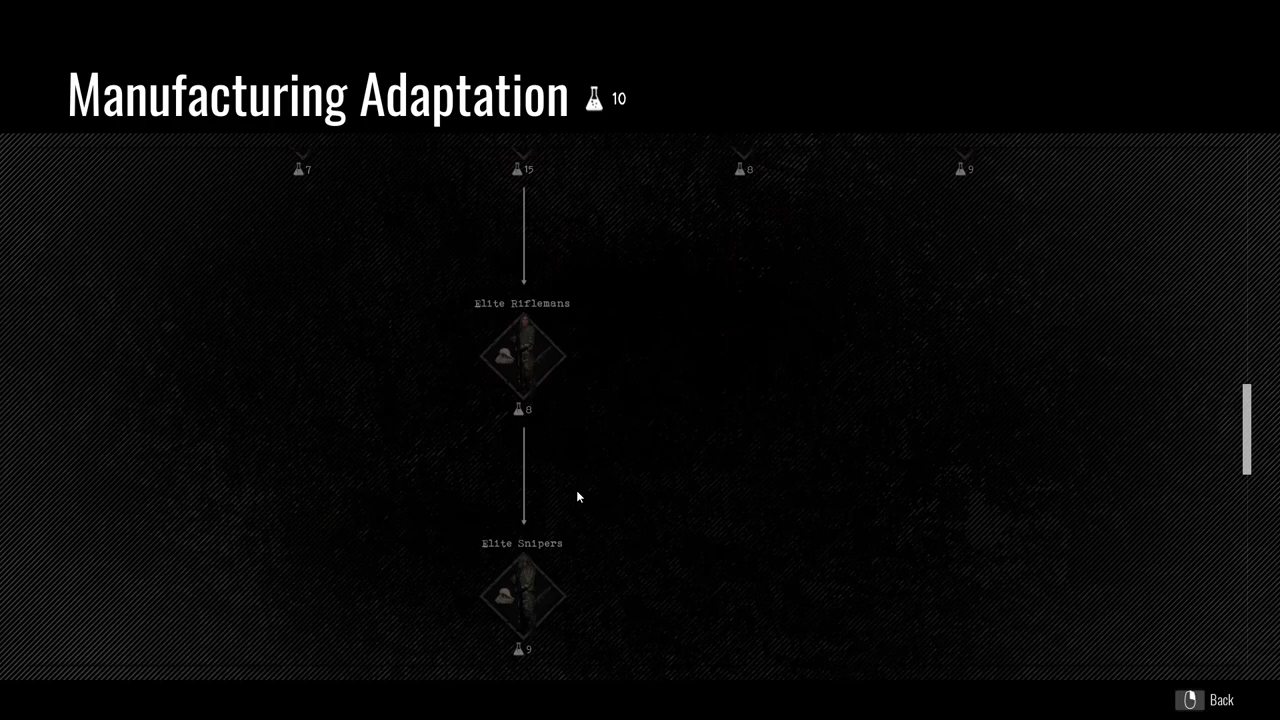 Manufacturing Adaptation 10
7 15 8 9
Elite Riflemans
8
Elite Snipers
9
Back